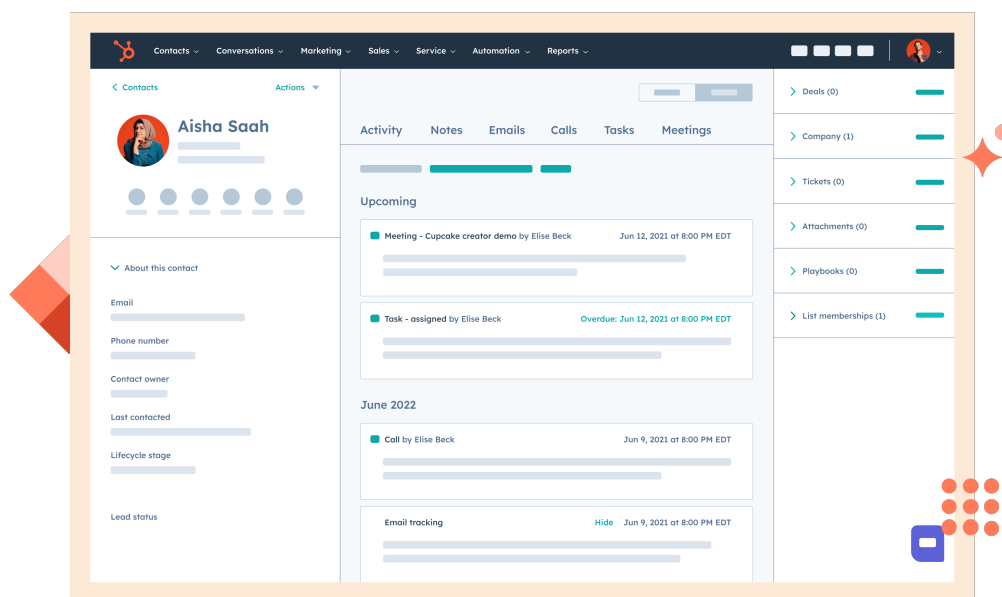 Contacts Conversations Marketing Sales Service Automation Reports
Contacts Actions
Aisha Saah
About this contact
Email
Phone number
Contact owner
Last contacted
Lifecycle stage
Lead status
Activity Notes Emails Calls Tasks Meetings
Upcoming
Meeting - Cupcake creator demo by Elise Beck Jun 12, 2021 at 8:00 PM EDT
Task - assigned by Elise Beck Overdue: Jun 12, 2021 at 8:00 PM EDT
June 2022
Call by Elise Beck Jun 9, 2021 at 8:00 PM EDT
Email tracking Hide Jun 9, 2021 at 8:00 PM EDT
Deals (0)
Company (1)
Tickets (0)
Attachments (0)
Playbooks (0)
List memberships (1)